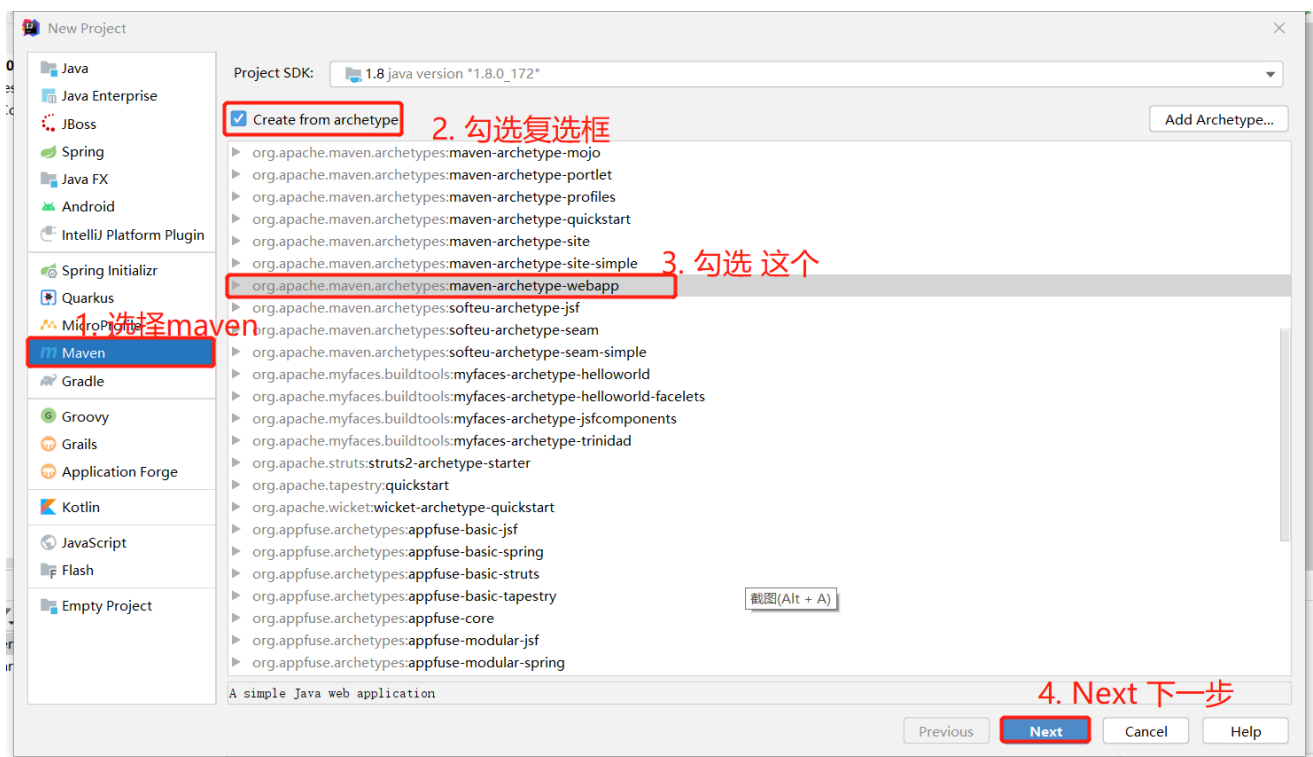 New Project
Java
Java Enterprise
JBoss
Spring
Java FX
Android
IntelliJ Platform Plugin
Spring Initializr
Quarkus
MicroProfile
1. 选择maven
Maven
Gradle
Groovy
Grails
Application Forge
Kotlin
JavaScript
Flash
Empty Project
Project SDK: 1.8 java version "1.8.0_172"
Create from archetype
2. 勾选复选框
Add Archetype...
org.apache.maven.archetypes:maven-archetype-mojo
org.apache.maven.archetypes:maven-archetype-portlet
org.apache.maven.archetypes:maven-archetype-profiles
org.apache.maven.archetypes:maven-archetype-quickstart
org.apache.maven.archetypes:maven-archetype-site
org.apache.maven.archetypes:maven-archetype-site-simple
3. 勾选 这个
org.apache.maven.archetypes:maven-archetype-webapp
org.apache.maven.archetypes:softeu-archetype-jsf
org.apache.maven.archetypes:softeu-archetype-seam
org.apache.maven.archetypes:softeu-archetype-seam-simple
org.apache.myfaces.buildtools:myfaces-archetype-helloworld
org.apache.myfaces.buildtools:myfaces-archetype-helloworld-facelets
org.apache.myfaces.buildtools:myfaces-archetype-jsfcomponents
org.apache.myfaces.buildtools:myfaces-archetype-trinidad
org.apache.struts:struts2-archetype-starter
org.apache.tapestry:quickstart
org.apache.wicket:wicket-archetype-quickstart
org.appfuse.archetypes:appfuse-basic-jsf
org.appfuse.archetypes:appfuse-basic-spring
org.appfuse.archetypes:appfuse-basic-struts
org.appfuse.archetypes:appfuse-basic-tapestry
截图(Alt + A)
org.appfuse.archetypes:appfuse-core
org.appfuse.archetypes:appfuse-modular-jsf
org.appfuse.archetypes:appfuse-modular-spring
A simple Java web application
4. Next 下一步
Previous
Next
Cancel
Help